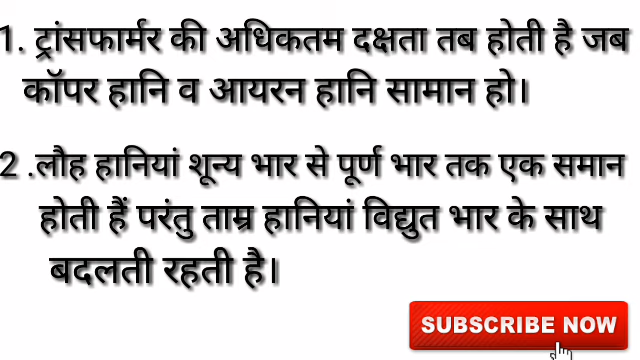 1. ट्रांसफार्मर की अधिकतम दक्षता तब होती है जब
कॉपर हानि व आयरन हानि सामान हो।
2 .लौह हानियां शून्य भार से पूर्ण भार तक एक समान
होती हैं परंतु ताम्र हानियां विद्युत भार के साथ
बदलती रहती है।
SUBSCRIBE NOW